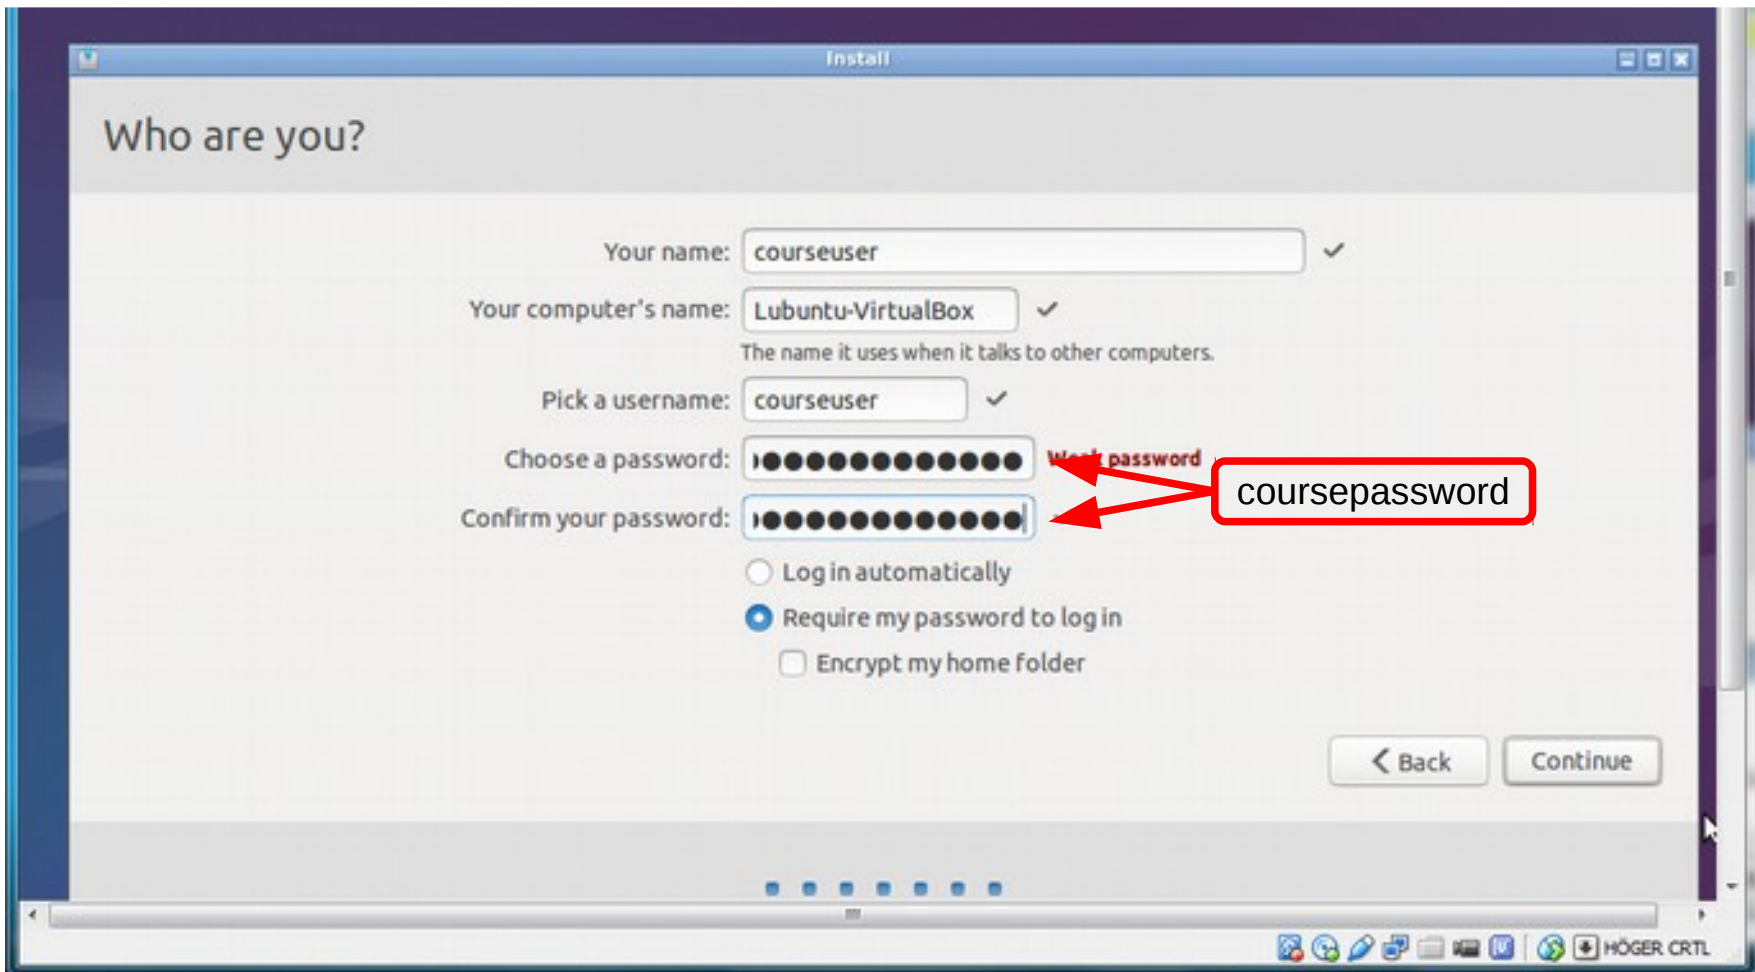 Install
Who are you?
Your name: courseuser
Your computer's name: Lubuntu-VirtualBox
The name it uses when it talks to other computers.
Pick a username: courseuser
Choose a password: Weak password
coursepassword
Confirm your password:
Log in automatically
Require my password to log in
Encrypt my home folder
Back Continue
HÖGER CRTL